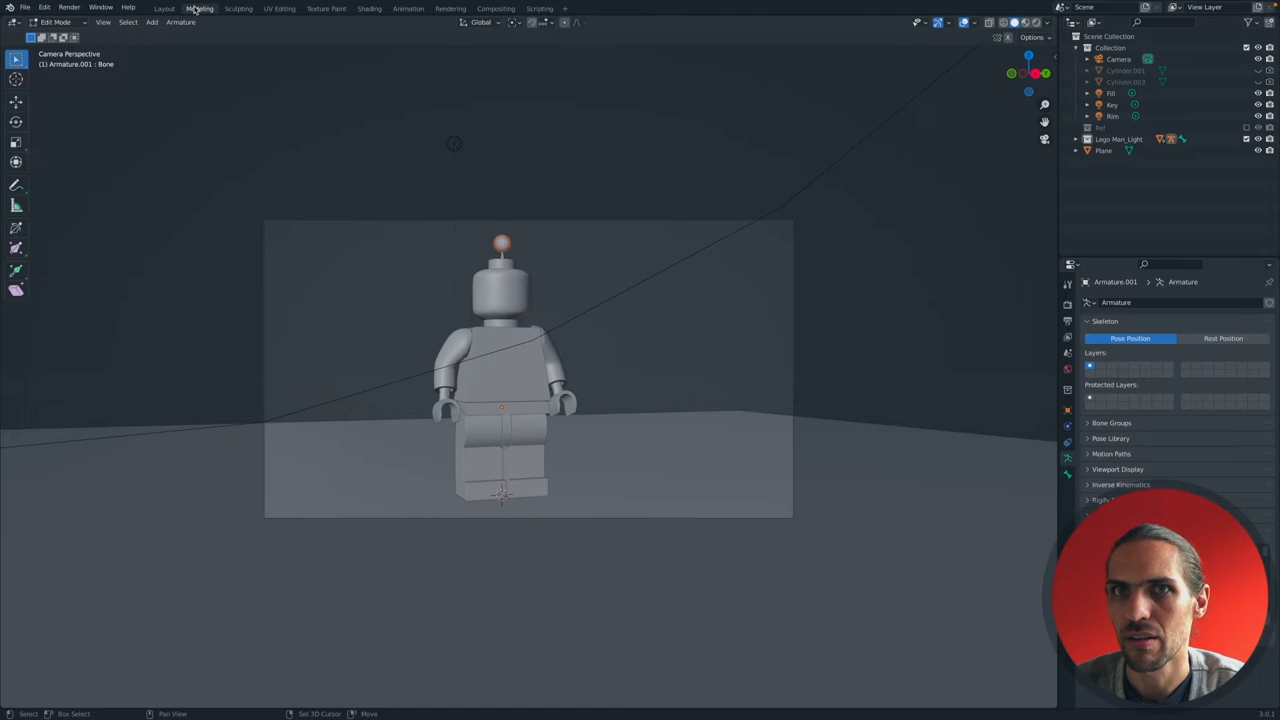 File Edit Render Window Help Layout Modeling Sculpting UV Editing Texture Paint Shading Animation Rendering Compositing Scripting + Scene View Layer
Edit Mode View Select Add Armature Global
Options
Camera Perspective
(1) Armature.001 : Bone
Scene Collection
Collection
Camera
Cylinder.001
Cylinder.003
Fill
Key
Rim
Ref
Lego Man_Light
Plane
Armature.001 > Armature
Armature
Skeleton
Pose Position Rest Position
Layers:
Protected Layers:
Bone Groups
Pose Library
Motion Paths
Viewport Display
Inverse Kinematics
X
Y
Select Box Select Pan View Set 3D Cursor Move 3.0.1